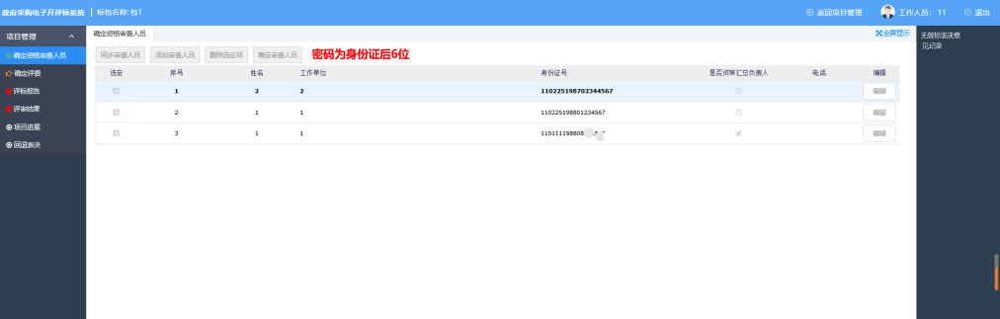 政府采购电子开评标系统 标包名称:包1 返回项目管理 工作人员: 11 退出
项目管理 确定资格审查人员 全屏显示 无效标表决意
见记录
确定资格审查人员 同步审查人员 添加审查人员 删除选定项 确定审查人员 密码为身份证后6位
确定评委 选定 序号 姓名 工作单位 身份证号 是否资审汇总负责人 电话 编辑
评标报告 1 2 2 110225198702344567 编辑
评审结果 2 1 1 110225198801234567 编辑
项目进展 3 1 1 110111198808 编辑
回退表决